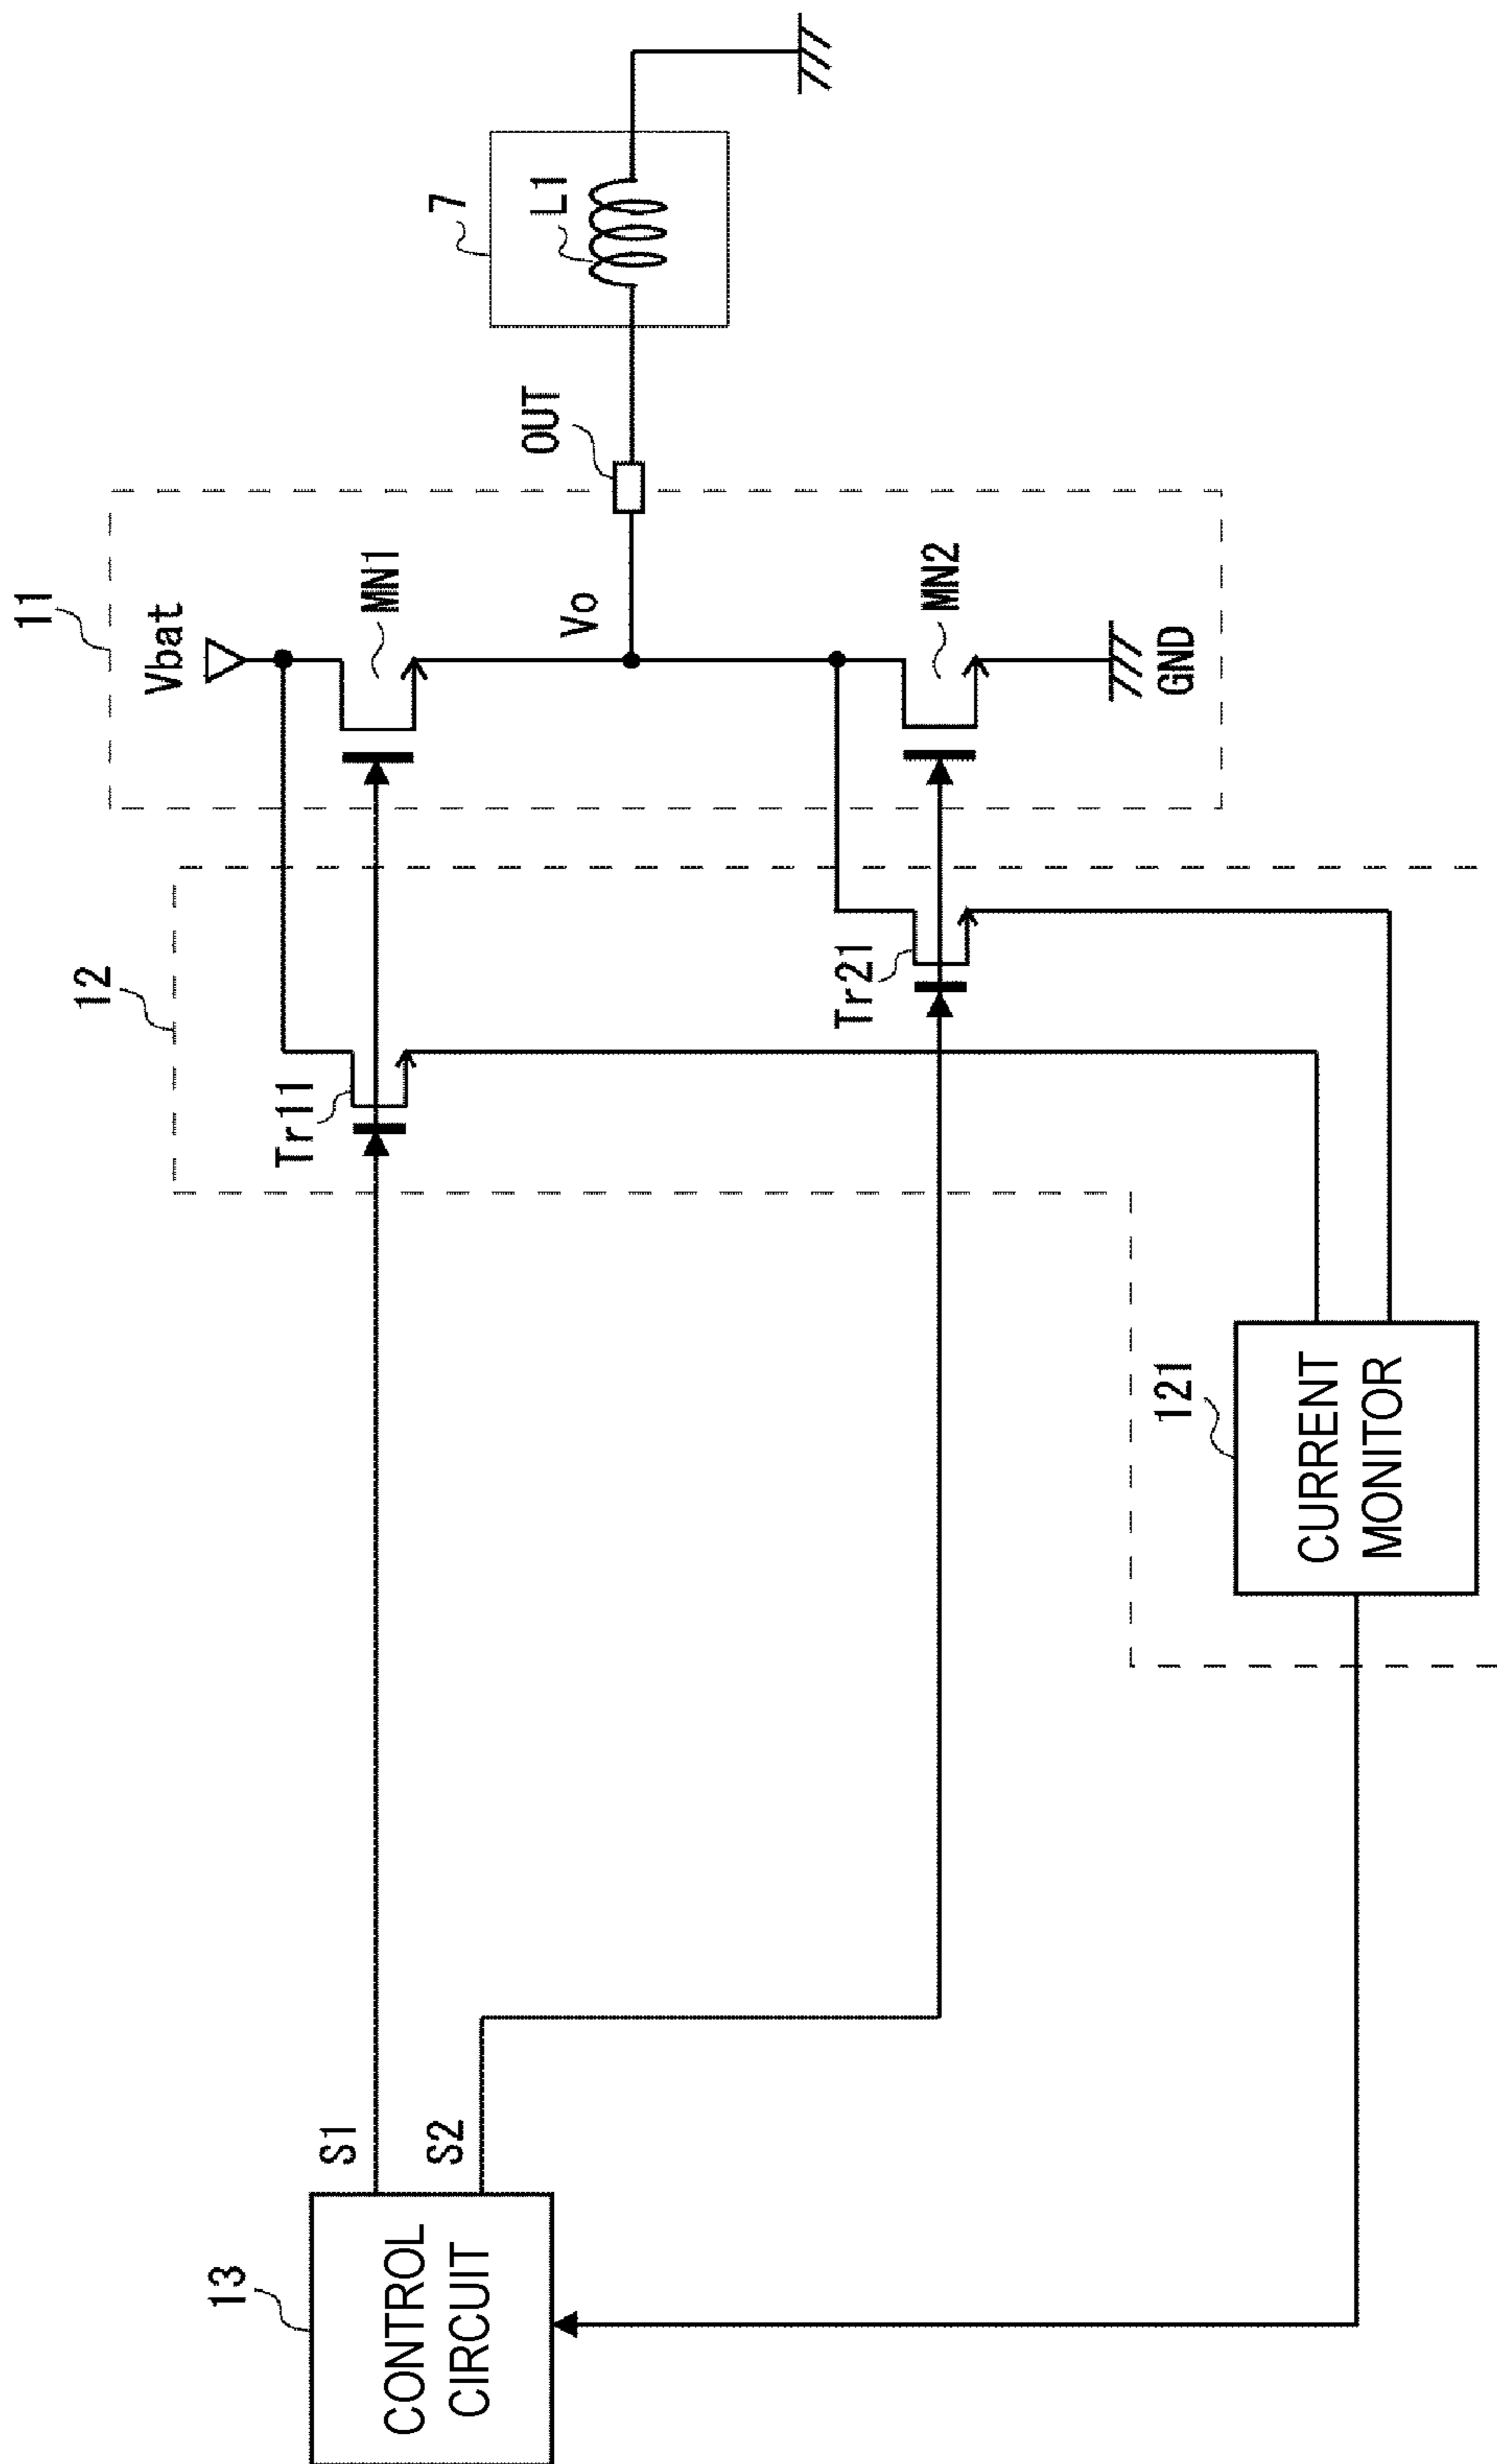 11
Vbat
MN1
Vo
OUT
7
L1
MN2
GND
12
Tr11
Tr21
121
CURRENT
MONITOR
13
CONTROL
CIRCUIT
S1
S2